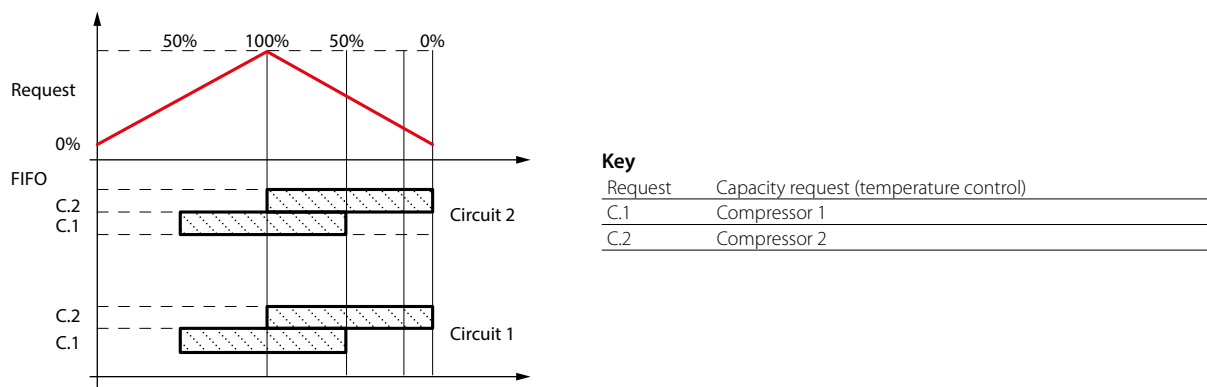 50% 100% 50% 0%
Request
0%
FIFO
C.2
C.1
Circuit 2
C.2
C.1
Circuit 1
Key
Request Capacity request (temperature control)
C.1 Compressor 1
C.2 Compressor 2